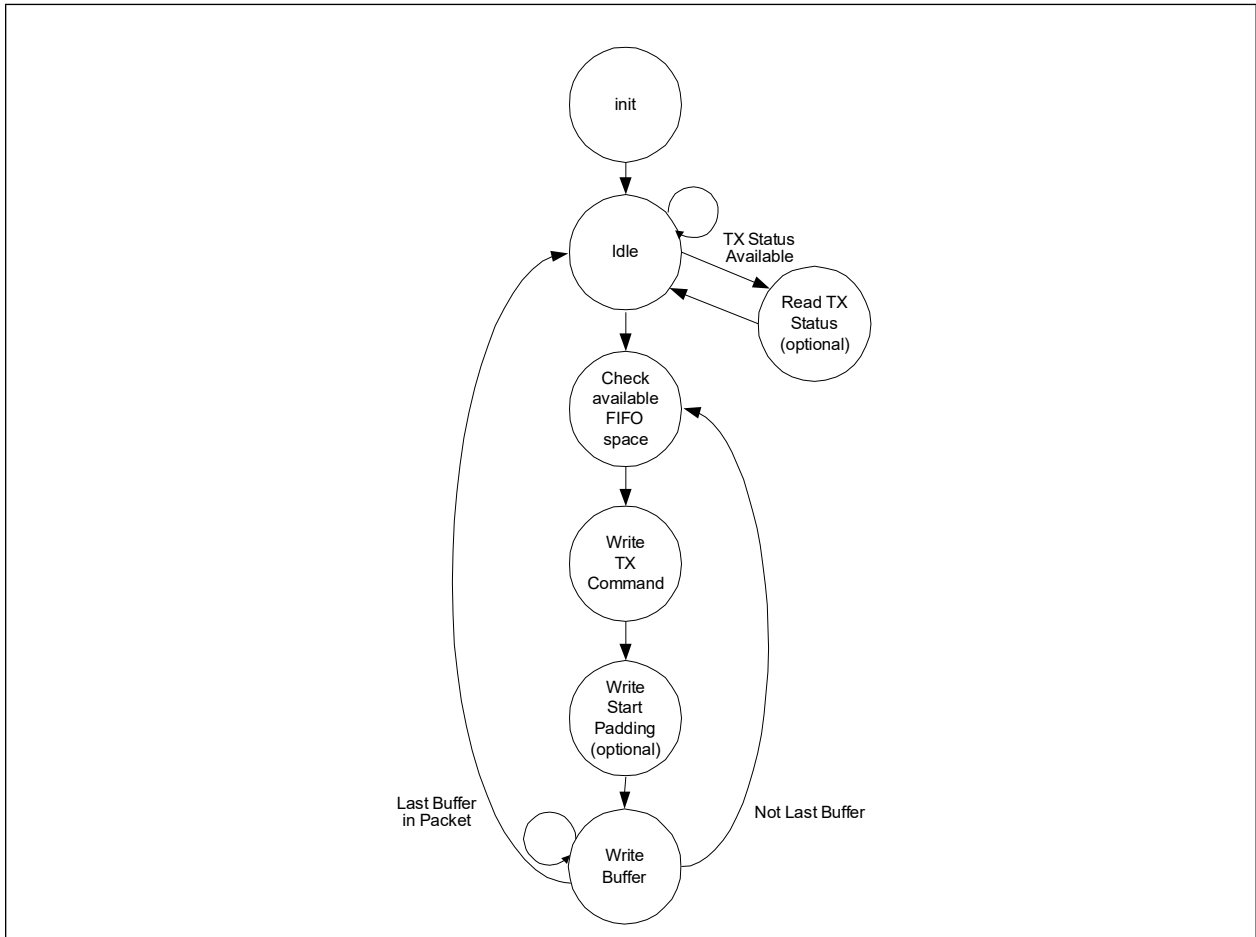 init
Idle
TX Status
Available
Read TX
Status
(optional)
Check
available
FIFO
space
Write
TX
Command
Write
Start
Padding
(optional)
Last Buffer
in Packet
Not Last Buffer
Write
Buffer